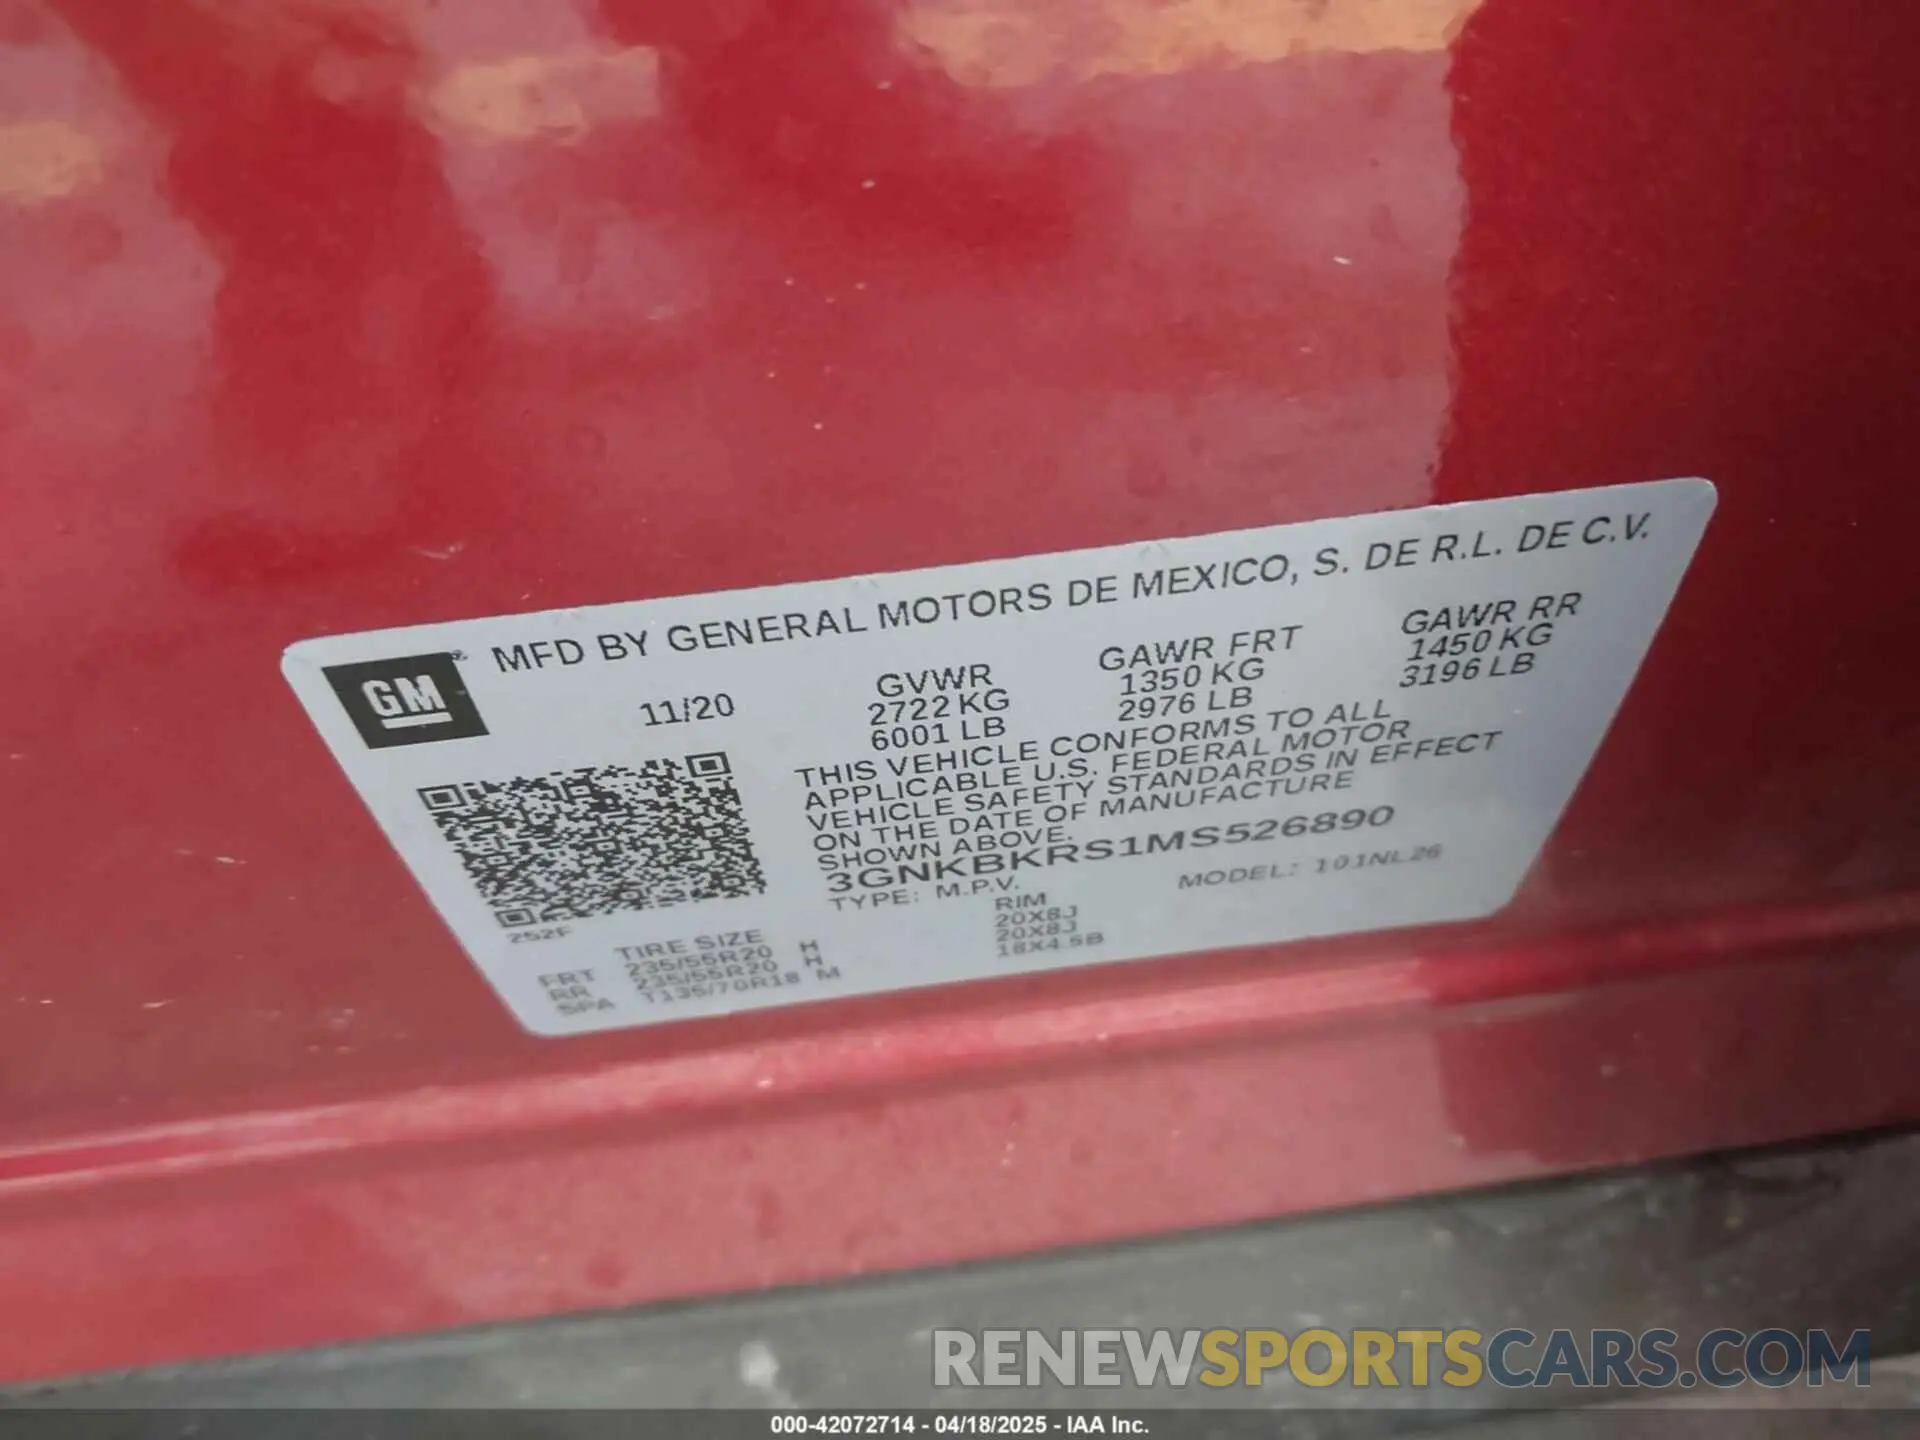 MFD BY GENERAL MOTORS DE MEXICO, S. DE R.L. DE C.V.
GM ®
11/20
GVWR
2722 KG
6001 LB
GAWR FRT
1350 KG
2976 LB
GAWR RR
1450 KG
3196 LB
THIS VEHICLE CONFORMS TO ALL
APPLICABLE U.S. FEDERAL MOTOR
VEHICLE SAFETY STANDARDS IN EFFECT
ON THE DATE OF MANUFACTURE
SHOWN ABOVE.
3GNKBKRS1MS526890
TYPE: M.P.V.
MODEL: 101NL26
252F
TIRE SIZE
RIM
FRT 235/55R20 H 20X8J
RR 235/55R20 H 20X8J
SPA T135/70R18 M 18X4.5B
RENEWSPORTSCARS.COM
000-42072714 - 04/18/2025 - IAA Inc.